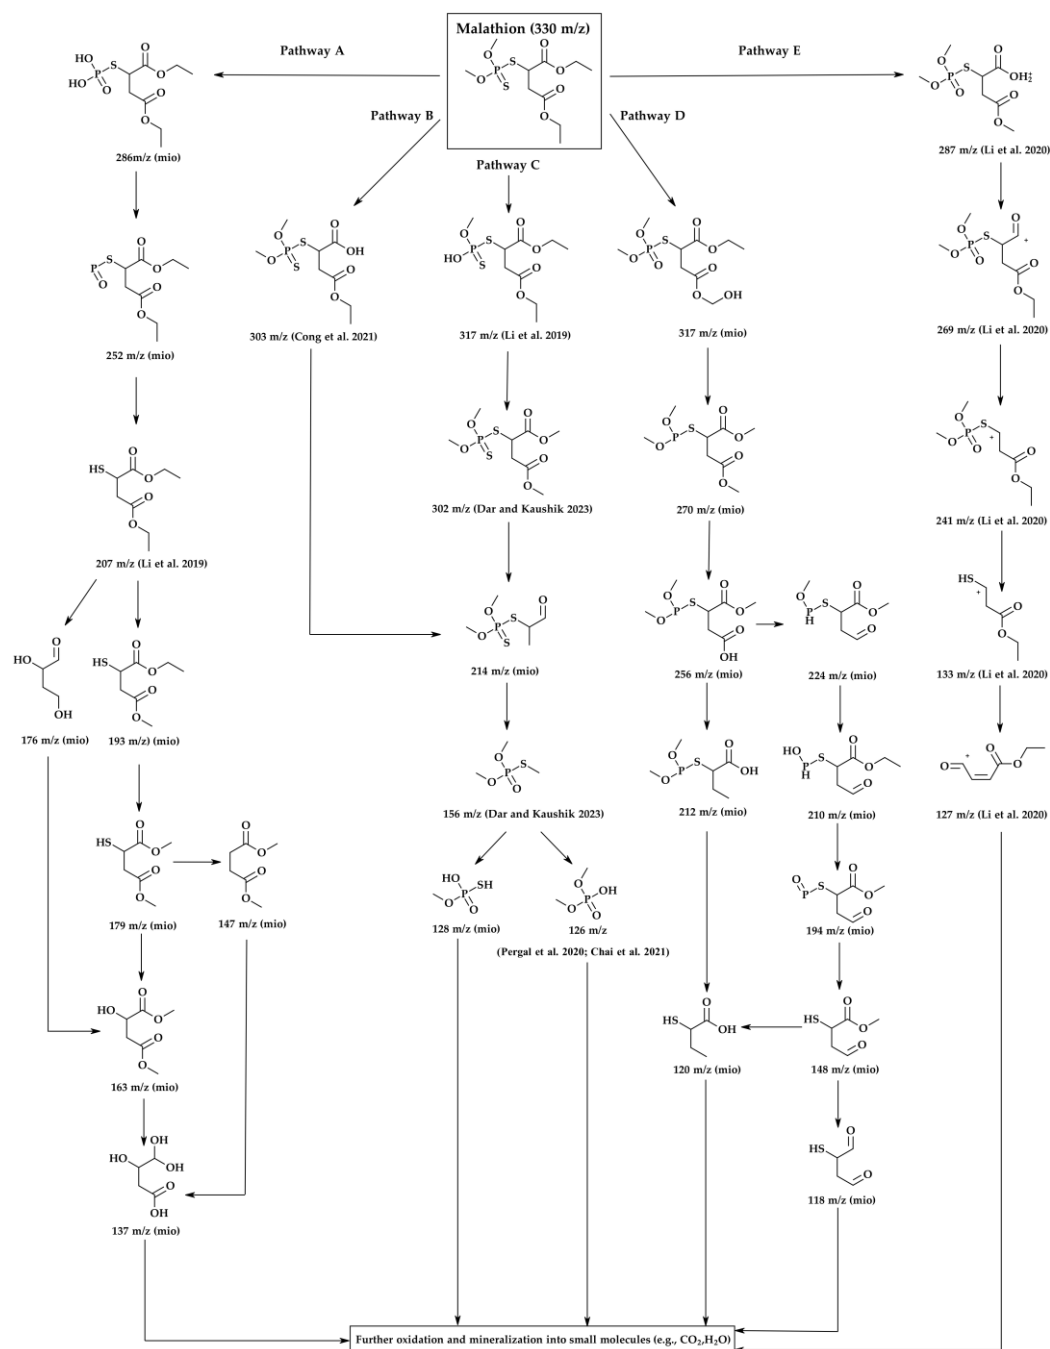 Malathion (330 m/z)
Pathway A
Pathway B
Pathway C
Pathway D
Pathway E
286m/z (mio)
252 m/z (mio)
207 m/z (Li et al. 2019)
176 m/z (mio)
193 m/z) (mio)
179 m/z (mio)
147 m/z (mio)
163 m/z (mio)
137 m/z (mio)
303 m/z (Cong et al. 2021)
317 m/z (Li et al. 2019)
302 m/z (Dar and Kaushik 2023)
214 m/z (mio)
156 m/z (Dar and Kaushik 2023)
128 m/z (mio)
126 m/z
(Pergal et al. 2020; Chai et al. 2021)
317 m/z (mio)
270 m/z (mio)
256 m/z (mio)
224 m/z (mio)
212 m/z (mio)
210 m/z (mio)
194 m/z (mio)
120 m/z (mio)
148 m/z (mio)
118 m/z (mio)
287 m/z (Li et al. 2020)
269 m/z (Li et al. 2020)
241 m/z (Li et al. 2020)
133 m/z (Li et al. 2020)
127 m/z (Li et al. 2020)
Further oxidation and mineralization into small molecules (e.g., CO₂,H₂O)